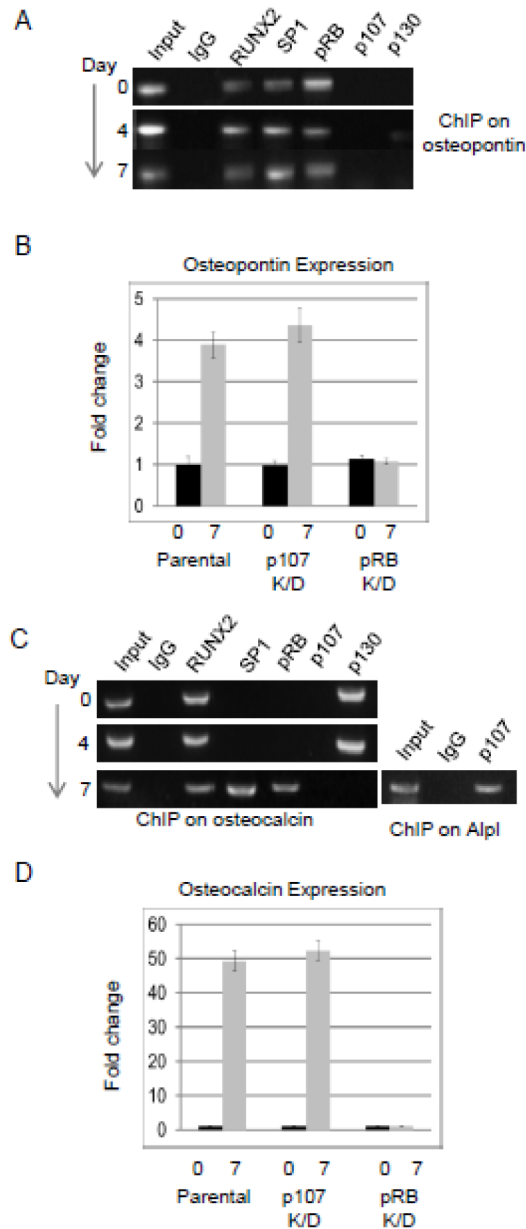 A
Input IgG RUNX2 SP1 pRB p107 p130
Day
0
4
7
ChIP on
osteopontin
B
Osteopontin Expression
Fold change
5
4
3
2
1
0
0 7 0 7 0 7
Parental p107 pRB
K/D K/D
C
Input IgG RUNX2 SP1 pRB p107 p130
Day
0
4
Input IgG p107
7
ChIP on osteocalcin
ChIP on Alpl
D
Osteocalcin Expression
Fold change
60
50
40
30
20
10
0
0 7 0 7 0 7
Parental p107 pRB
K/D K/D